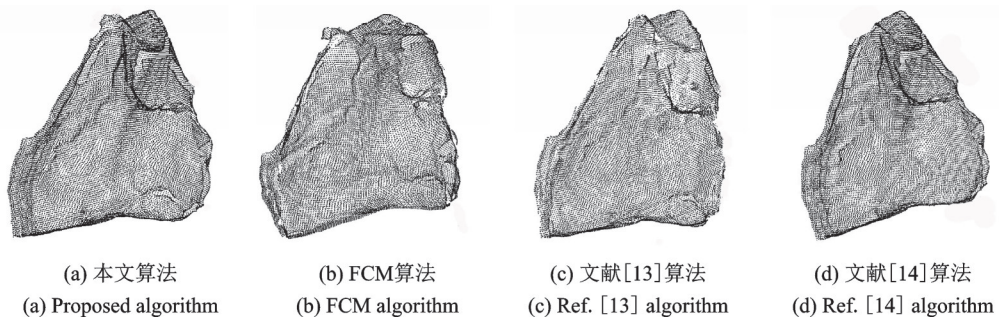 (a) 本文算法
(b) FCM算法
(c) 文献[13]算法
(d) 文献[14]算法
(a) Proposed algorithm
(b) FCM algorithm
(c) Ref. [13] algorithm
(d) Ref. [14] algorithm